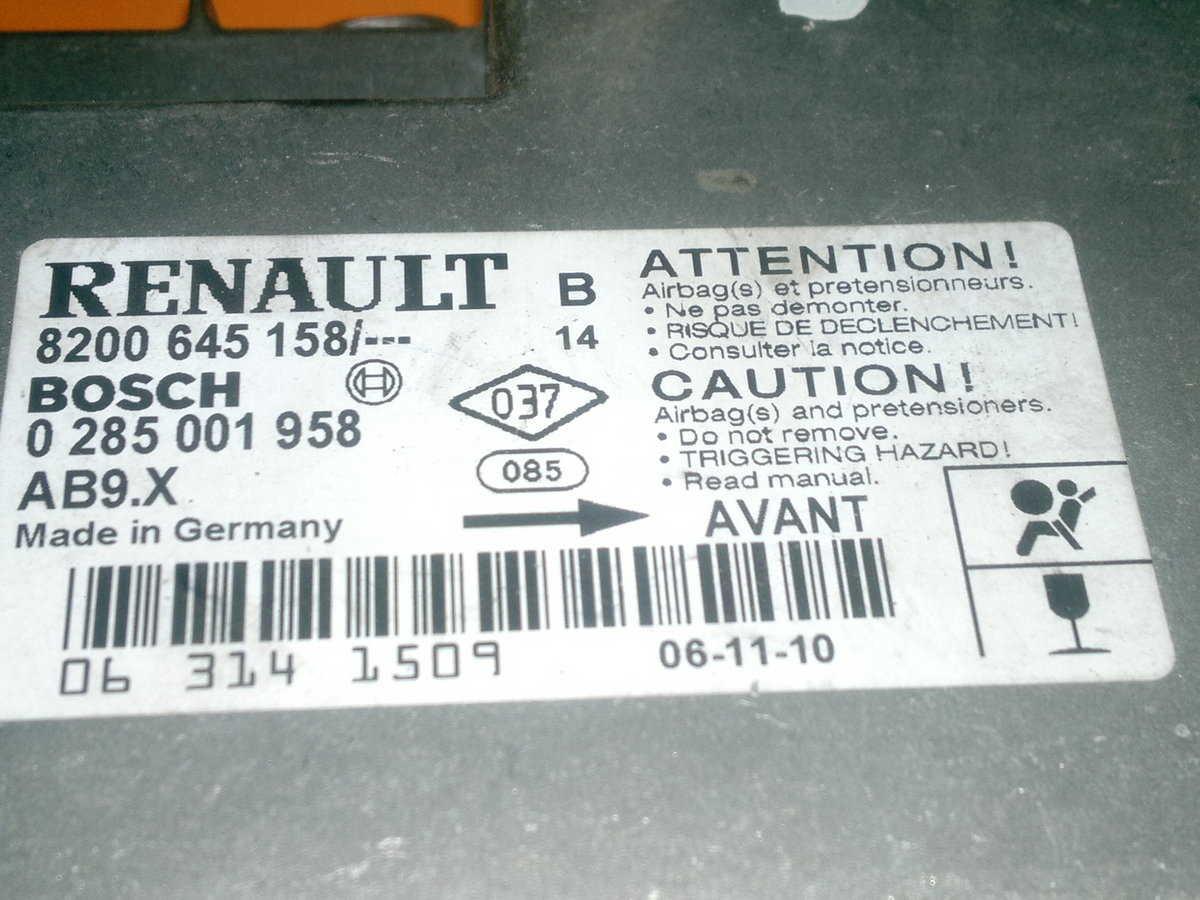 RENAULT
B
8200 645 158/---
14
BOSCH
0 285 001 958
AB9.X
Made in Germany
037
085
ATTENTION!
Airbag(s) et pretensionneurs.
• Ne pas demonter.
• RISQUE DE DECLENCHEMENT!
• Consulter la notice.
CAUTION!
Airbag(s) and pretensioners.
• Do not remove.
• TRIGGERING HAZARD!
• Read manual.
AVANT
06 314 1509
06-11-10